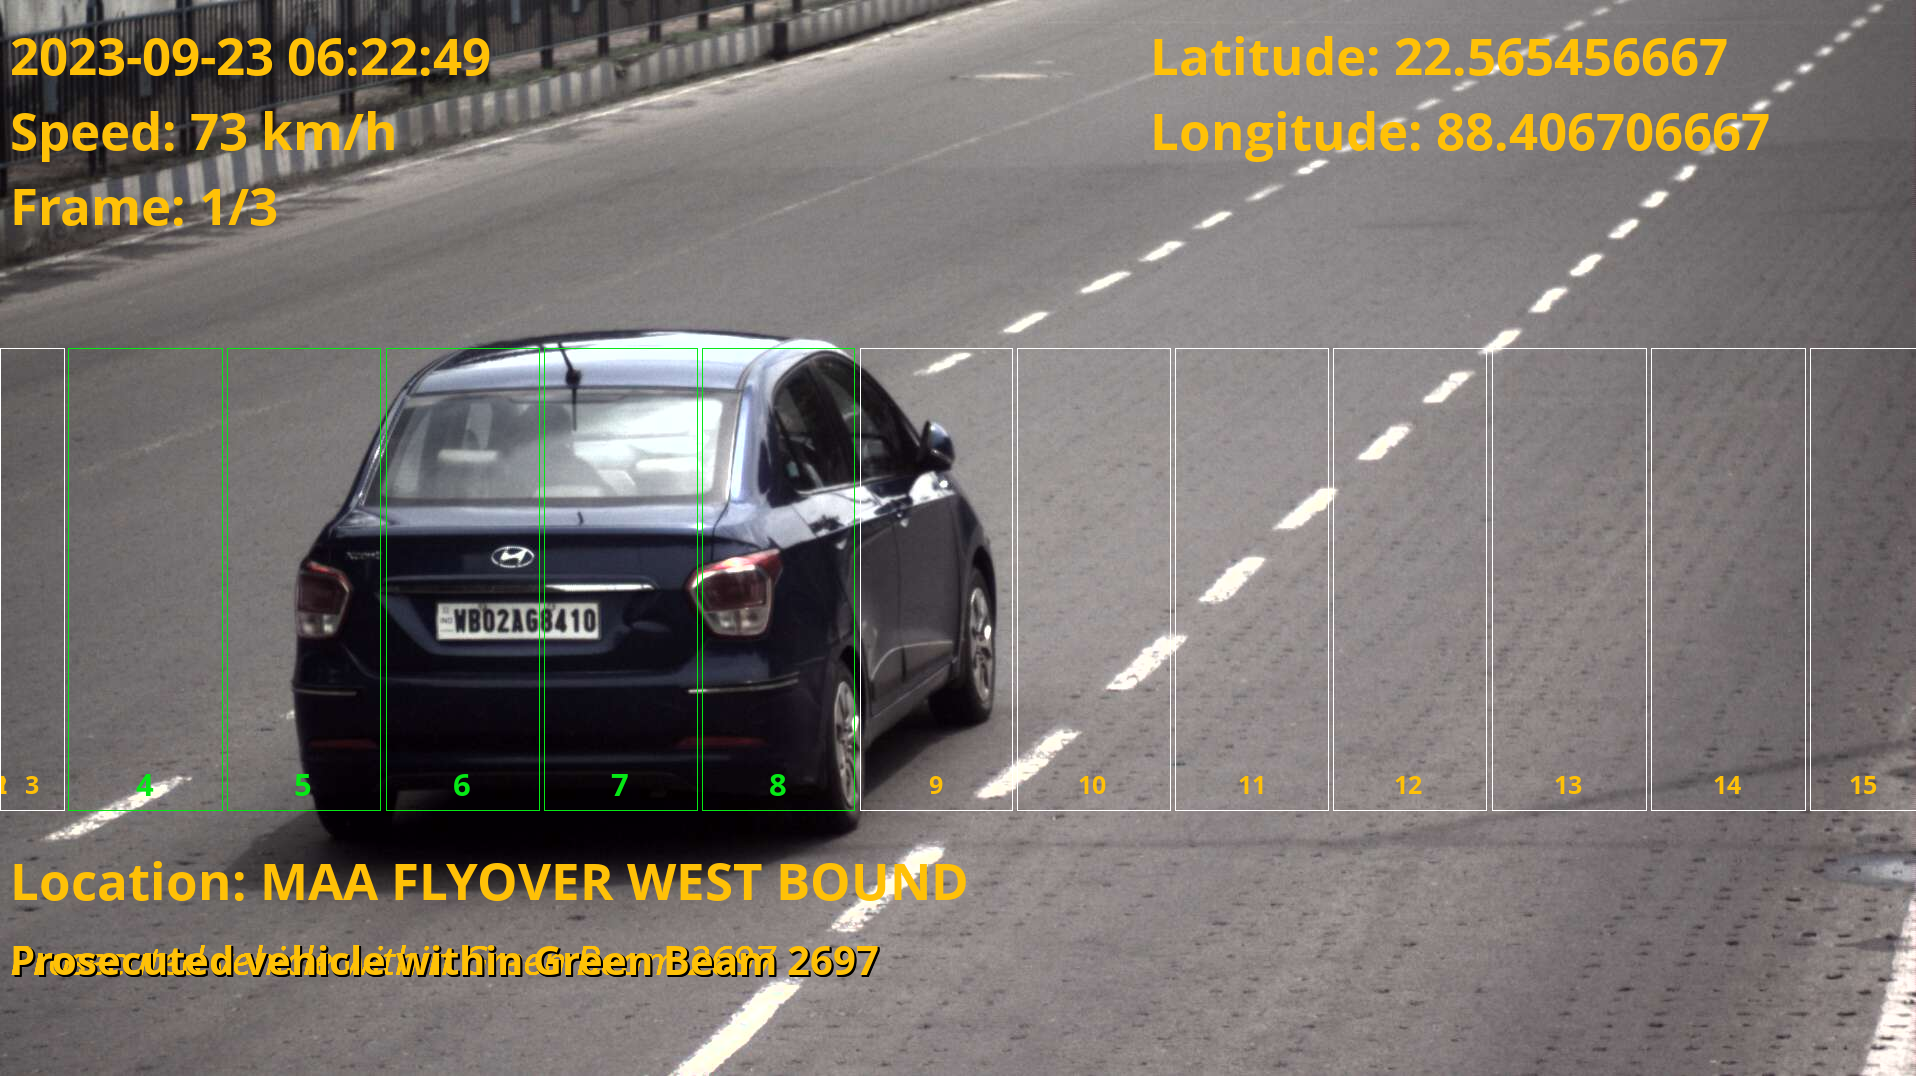 2023-09-23 06:22:49
Speed: 73 km/h
Frame: 1/3
Latitude: 22.565456667
Longitude: 88.406706667
WB02AG8410
3 4 5 6 7 8 9 10 11 12 13 14 15
Location: MAA FLYOVER WEST BOUND
Prosecuted vehicle within Green Beam 2697